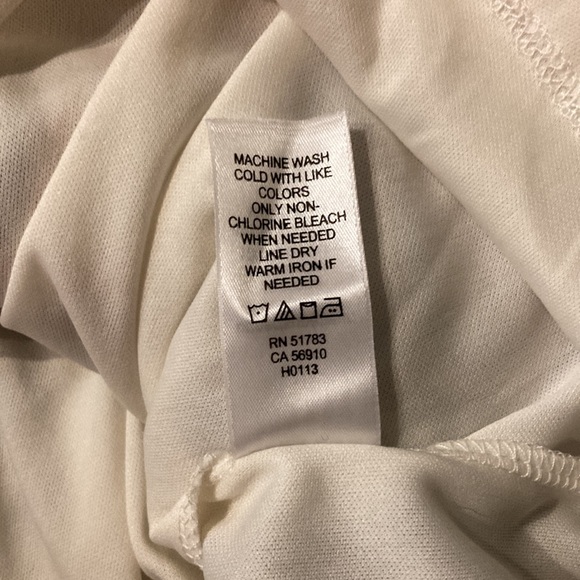 MACHINE WASH
COLD WITH LIKE
COLORS
ONLY NON-
CHLORINE BLEACH
WHEN NEEDED
LINE DRY
WARM IRON IF
NEEDED
RN 51783
CA 56910
H0113